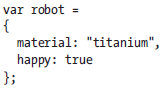 var robot =
{
  material: "titanium",
  happy: true
};